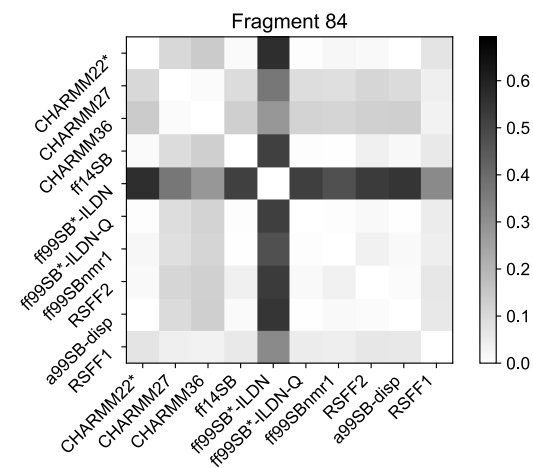 Fragment 84
CHARMM22*
CHARMM27
CHARMM36
ff14SB
ff99SB*-ILDN
ff99SB*-ILDN-Q
ff99SBnmr1
RSFF2
a99SB-disp
RSFF1
CHARMM22*
CHARMM27
CHARMM36
ff14SB
ff99SB*-ILDN
ff99SB*-ILDN-Q
ff99SBnmr1
RSFF2
a99SB-disp
RSFF1
0.6
0.5
0.4
0.3
0.2
0.1
0.0